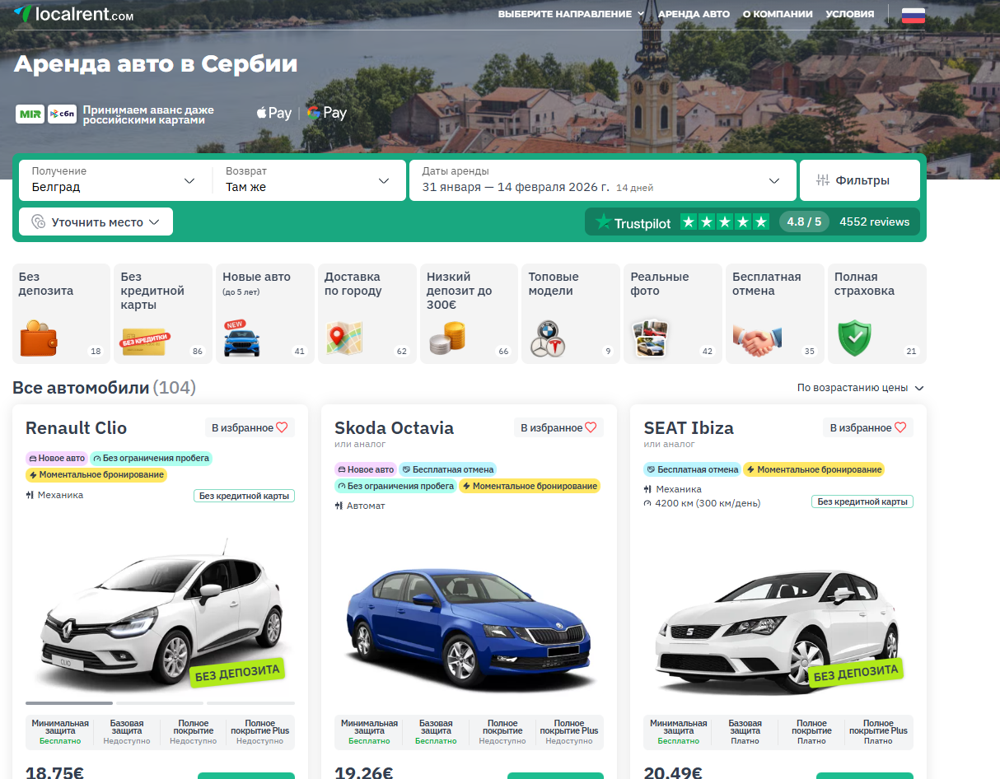 localrent.com
ВЫБЕРИТЕ НАПРАВЛЕНИЕ
АРЕНДА АВТО
О КОМПАНИИ
УСЛОВИЯ
Аренда авто в Сербии
MIR
сбп
Принимаем аванс даже
российскими картами
Pay
G Pay
Получение
Белград
Возврат
Там же
Даты аренды
31 января — 14 февраля 2026 г. 14 дней
Фильтры
Уточнить место
Trustpilot
4.8 / 5
4552 reviews
Без
депозита
18
Без
кредитной
карты
БЕЗ КРЕДИТКИ
86
Новые авто
(до 5 лет)
NEW
41
Доставка
по городу
62
Низкий
депозит до
300€
66
Топовые
модели
9
Реальные
фото
42
Бесплатная
отмена
35
Полная
страховка
21
Все автомобили (104)
По возрастанию цены
Renault Clio
В избранное
Новое авто
Без ограничения пробега
Моментальное бронирование
Механика
Без кредитной карты
CLIO
БЕЗ ДЕПОЗИТА
Минимальная
защита
Бесплатно
Базовая
защита
Недоступно
Полное
покрытие
Недоступно
Полное
покрытие Plus
Недоступно
18.75€
Skoda Octavia
или аналог
В избранное
Новое авто
Бесплатная отмена
Без ограничения пробега
Моментальное бронирование
Автомат
Минимальная
защита
Бесплатно
Базовая
защита
Бесплатно
Полное
покрытие
Недоступно
Полное
покрытие Plus
Недоступно
19.26€
SEAT Ibiza
или аналог
В избранное
Бесплатная отмена
Моментальное бронирование
Механика
4200 км (300 км/день)
Без кредитной карты
БЕЗ ДЕПОЗИТА
Минимальная
защита
Бесплатно
Базовая
защита
Платно
Полное
покрытие
Платно
Полное
покрытие Plus
Платно
20.49€